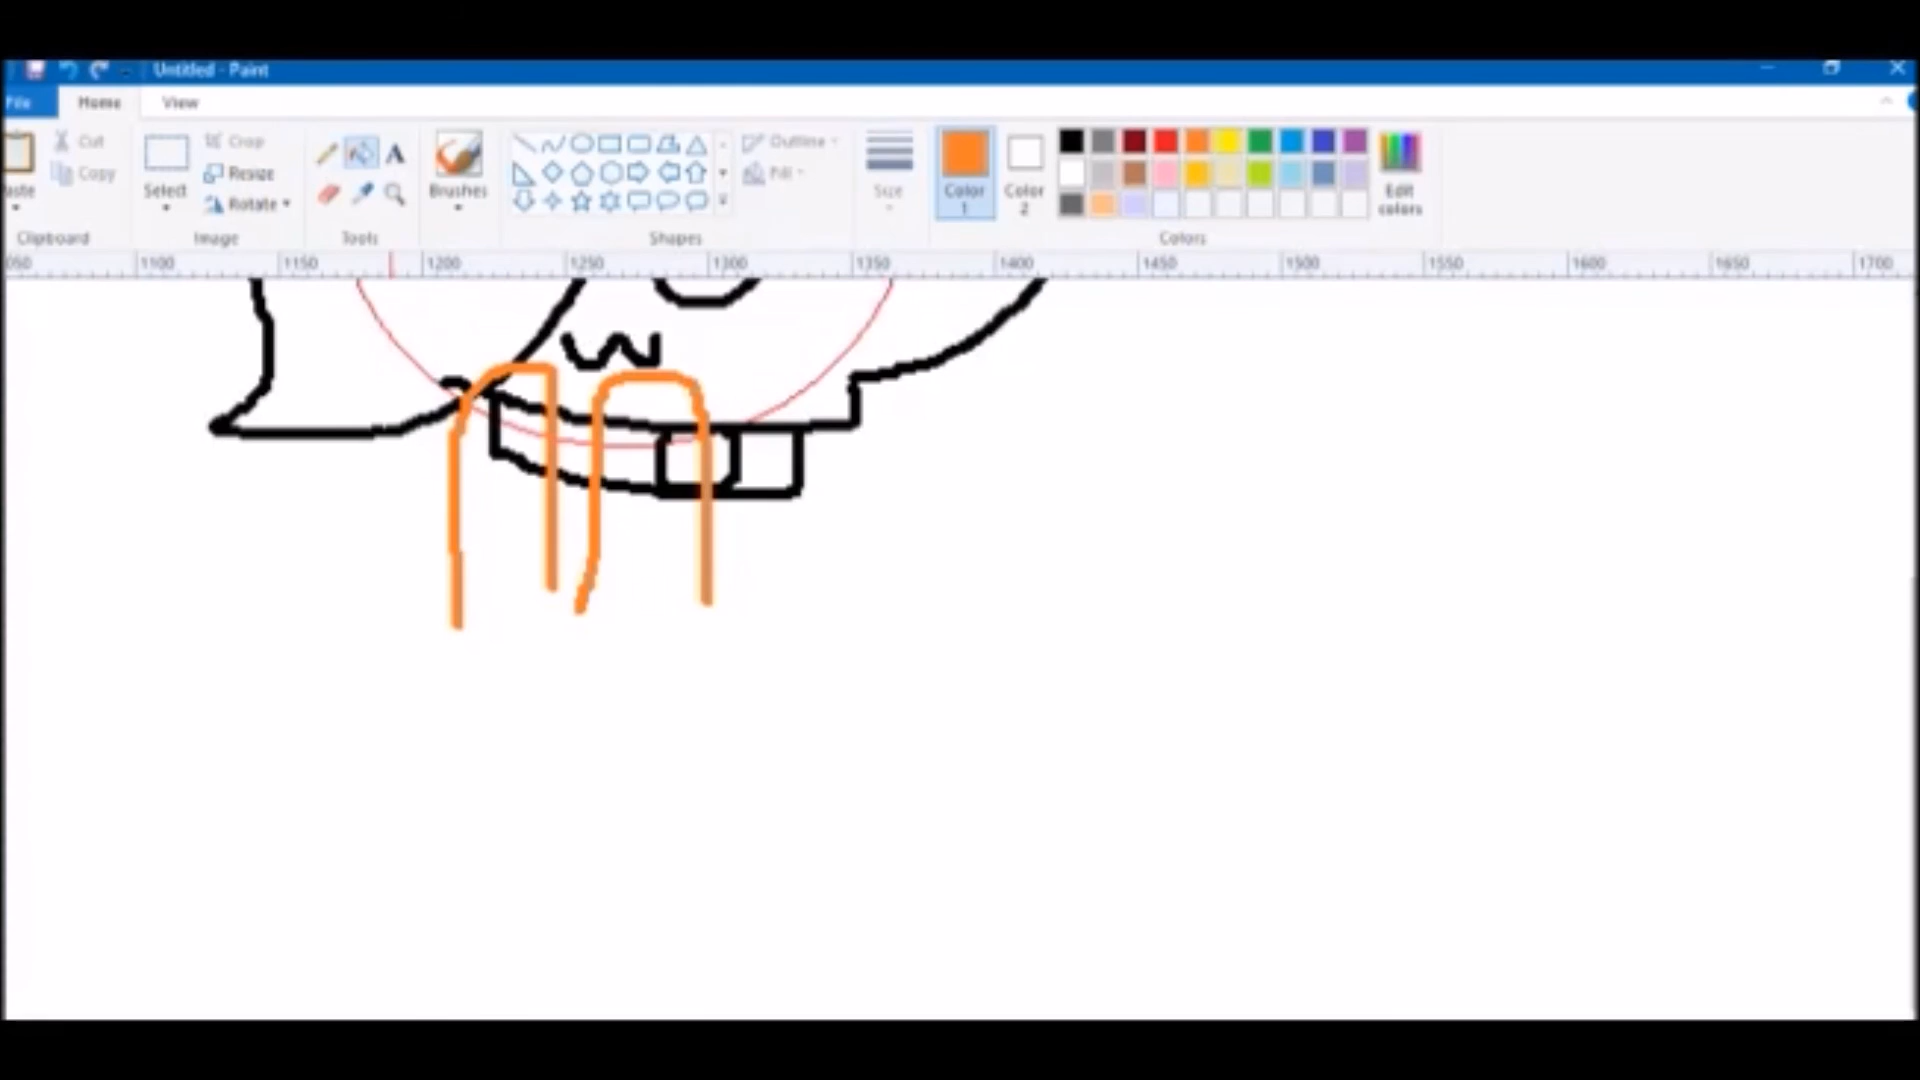 Untitled - Paint
File Home View
Cut
Copy
Clipboard
Select
Crop
Resize
Rotate
Image
A
Tools
Brushes
Shapes
Outline
Fill
Size
Color 1
Color 2
Edit colors
Colors
1100 1150 1200 1250 1300 1350 1400 1450 1500 1550 1600 1650 1700